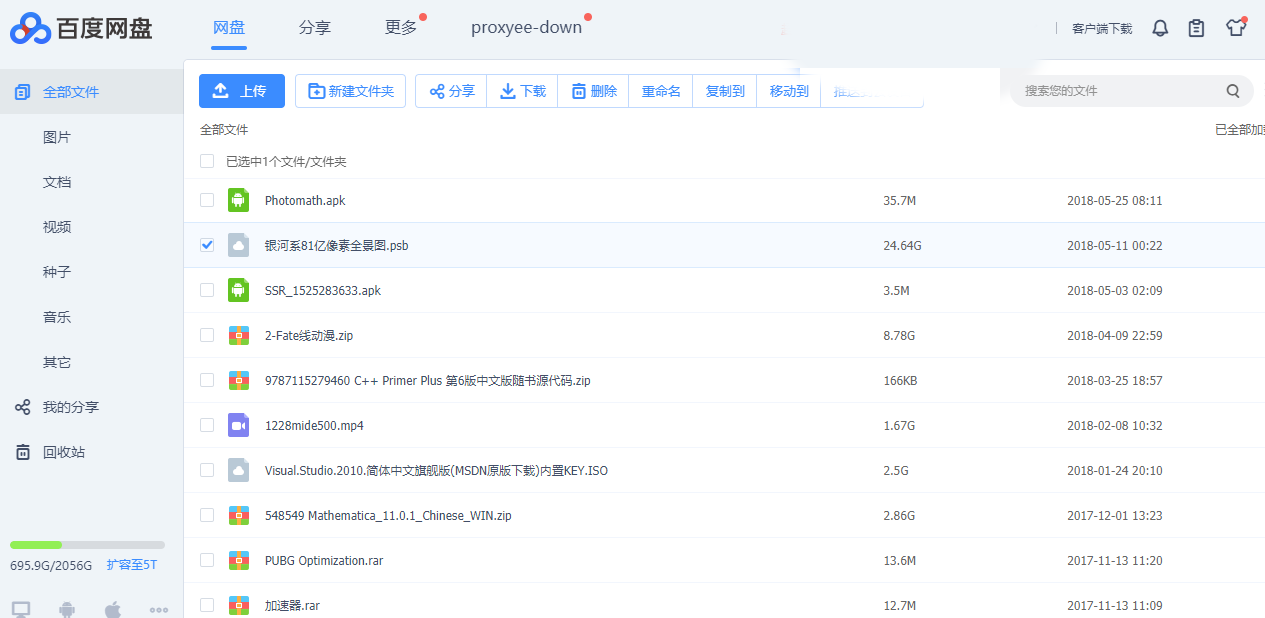 百度网盘 网盘 分享 更多 proxyee-down 客户端下载
全部文件
图片
文档
视频
种子
音乐
其它
我的分享
回收站
695.9G/2056G 扩容至5T
上传 新建文件夹 分享 下载 删除 重命名 复制到 移动到 搜索您的文件
全部文件 已全部加
已选中1个文件/文件夹
Photomath.apk 35.7M 2018-05-25 08:11
银河系81亿像素全景图.psb 24.64G 2018-05-11 00:22
SSR_1525283633.apk 3.5M 2018-05-03 02:09
2-Fate线动漫.zip 8.78G 2018-04-09 22:59
9787115279460 C++ Primer Plus 第6版中文版随书源代码.zip 166KB 2018-03-25 18:57
1228mide500.mp4 1.67G 2018-02-08 10:32
Visual.Studio.2010.简体中文旗舰版(MSDN原版下载)内置KEY.ISO 2.5G 2018-01-24 20:10
548549 Mathematica_11.0.1_Chinese_WIN.zip 2.86G 2017-12-01 13:23
PUBG Optimization.rar 13.6M 2017-11-13 11:20
加速器.rar 12.7M 2017-11-13 11:09